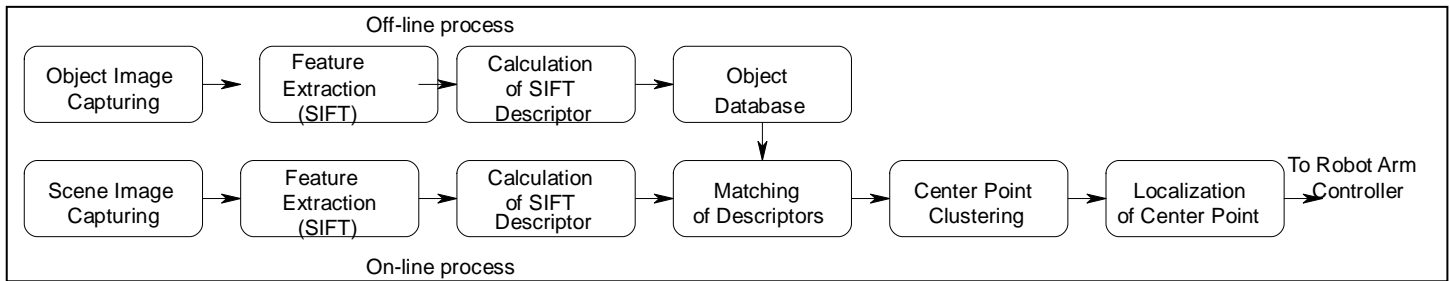 Off-line process
Object Image
Capturing
Feature
Extraction
(SIFT)
Calculation
of SIFT
Descriptor
Object
Database
Scene Image
Capturing
Feature
Extraction
(SIFT)
Calculation
of SIFT
Descriptor
Matching
of Descriptors
Center Point
Clustering
Localization
of Center Point
To Robot Arm
Controller
On-line process